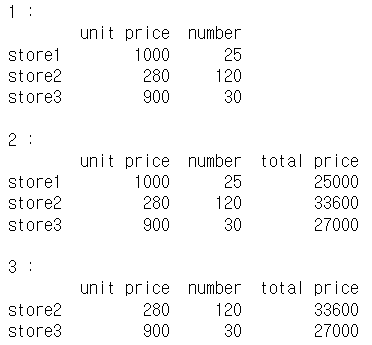 1 :
unit price number
store1 1000 25
store2 280 120
store3 900 30
2 :
unit price number total price
store1 1000 25 25000
store2 280 120 33600
store3 900 30 27000
3 :
unit price number total price
store2 280 120 33600
store3 900 30 27000